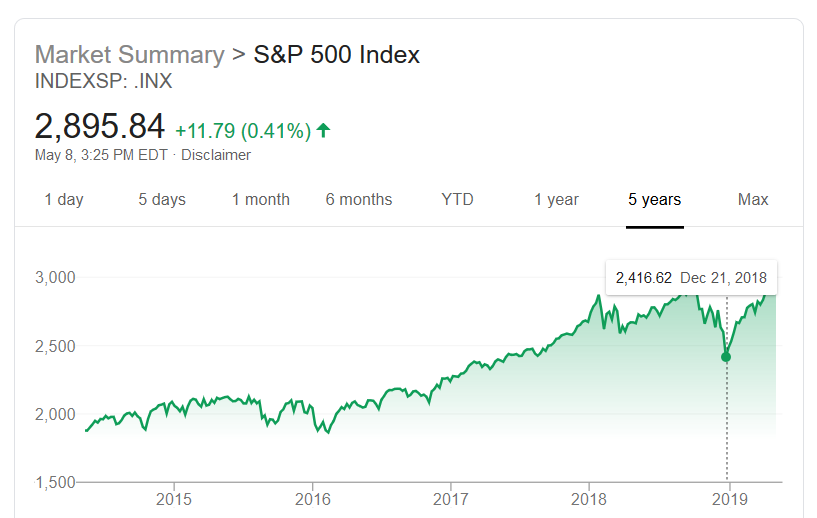 Market Summary > S&P 500 Index
INDEXSP: .INX
2,895.84 +11.79 (0.41%) ↑
May 8, 3:25 PM EDT · Disclaimer
1 day 5 days 1 month 6 months YTD 1 year 5 years Max
2,416.62 Dec 21, 2018
3,000
2,500
2,000
1,500
2015 2016 2017 2018 2019